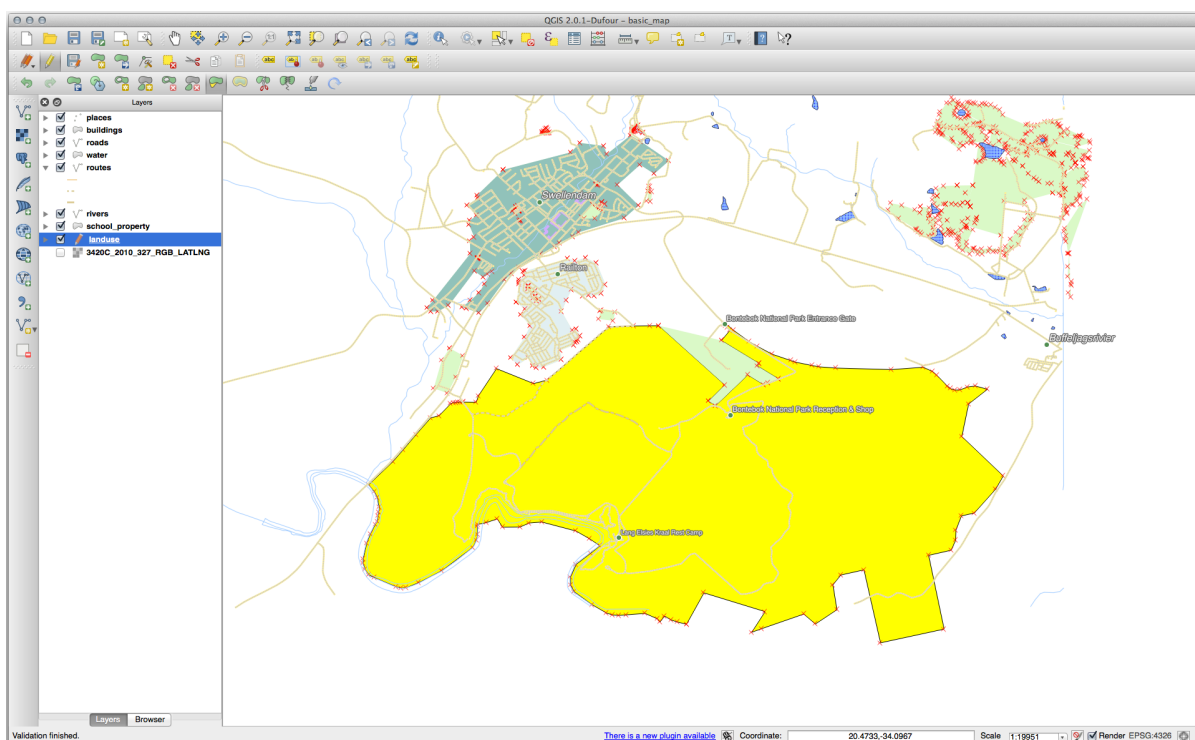 QGIS 2.0.1-Dufour - basic_map
Layers
places
buildings
roads
water
routes
rivers
school_property
landuse
3420C_2010_327_RGB_LATLNG
Swellendam
Railton
Bontebok National Park Entrance Gate
Buffeljagsrivier
Bontebok National Park Reception & Shop
Lang Elsies Kraal Rest Camp
Layers Browser
Validation finished. There is a new plugin available Coordinate: 20.4733,-34.0967 Scale 1:19951 Render EPSG:4326